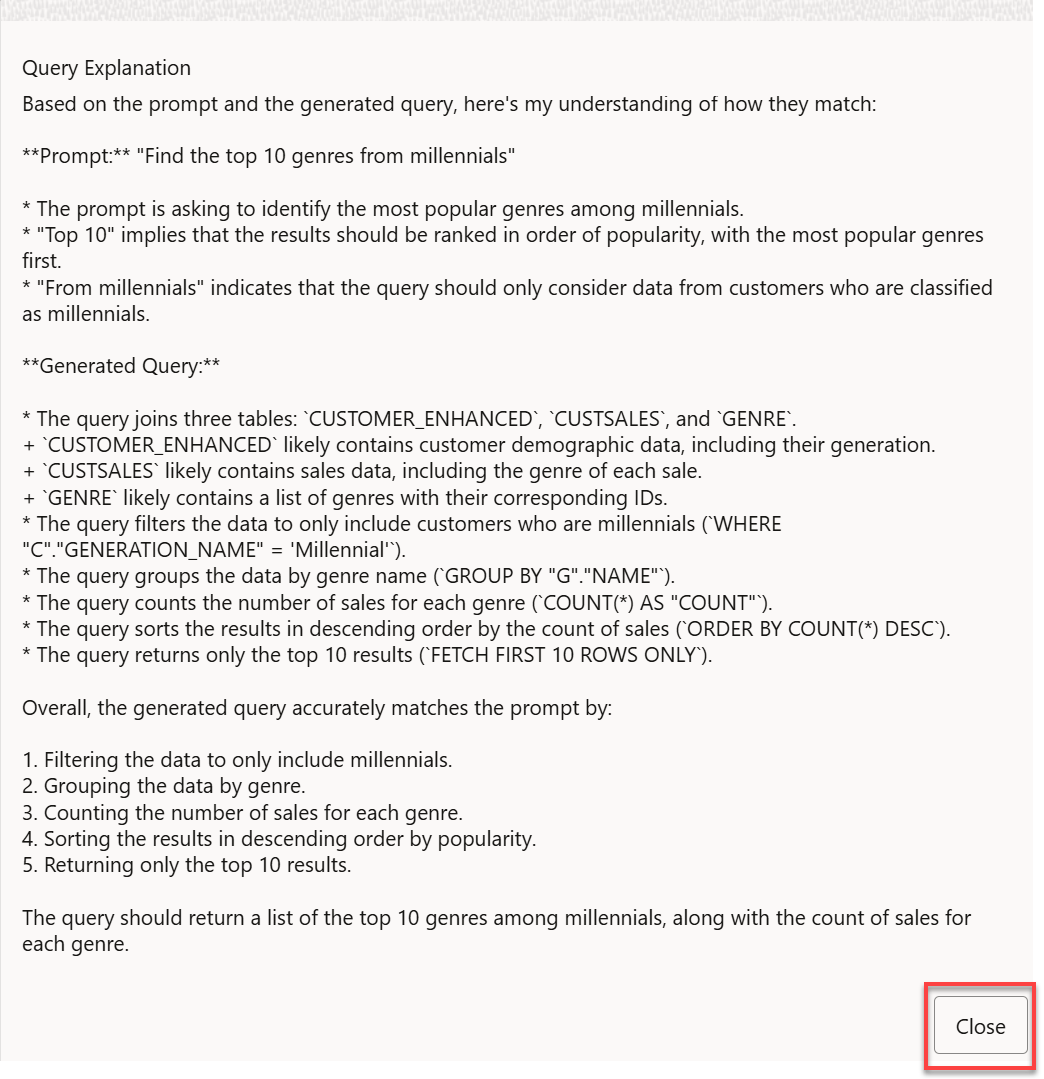 Query Explanation
Based on the prompt and the generated query, here's my understanding of how they match:
**Prompt:** "Find the top 10 genres from millennials"
* The prompt is asking to identify the most popular genres among millennials.
* "Top 10" implies that the results should be ranked in order of popularity, with the most popular genres
first.
* "From millennials" indicates that the query should only consider data from customers who are classified
as millennials.
**Generated Query:**
* The query joins three tables: `CUSTOMER_ENHANCED`, `CUSTSALES`, and `GENRE`.
+ `CUSTOMER_ENHANCED` likely contains customer demographic data, including their generation.
+ `CUSTSALES` likely contains sales data, including the genre of each sale.
+ `GENRE` likely contains a list of genres with their corresponding IDs.
* The query filters the data to only include customers who are millennials (`WHERE
"C"."GENERATION_NAME" = 'Millennial'`).
* The query groups the data by genre name (`GROUP BY "G"."NAME"`).
* The query counts the number of sales for each genre (`COUNT(*) AS "COUNT"`).
* The query sorts the results in descending order by the count of sales (`ORDER BY COUNT(*) DESC`).
* The query returns only the top 10 results (`FETCH FIRST 10 ROWS ONLY`).
Overall, the generated query accurately matches the prompt by:
1. Filtering the data to only include millennials.
2. Grouping the data by genre.
3. Counting the number of sales for each genre.
4. Sorting the results in descending order by popularity.
5. Returning only the top 10 results.
The query should return a list of the top 10 genres among millennials, along with the count of sales for
each genre.
Close